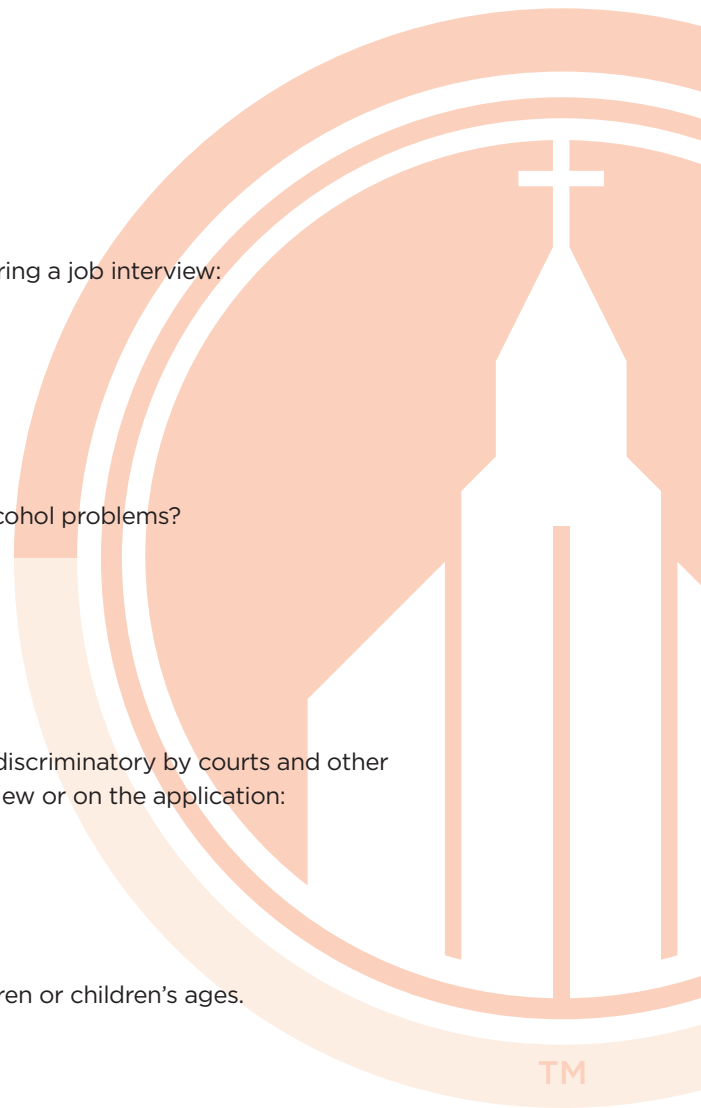 ring a job interview:
cohol problems?
discriminatory by courts and other
ew or on the application:
ren or children’s ages.
TM